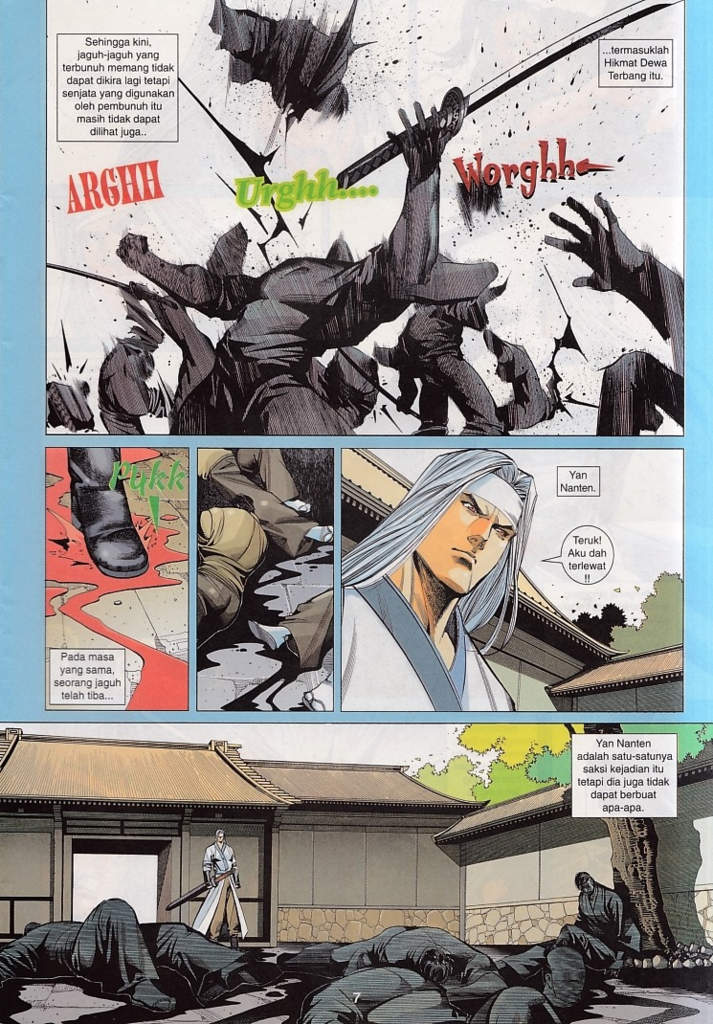 Sehingga kini,
jaguh-jaguh yang
terbunuh memang tidak
dapat dikira lagi tetapi
senjata yang digunakan
oleh pembunuh itu
masih tidak dapat
dilihat juga..
...termasuklah
Hikmat Dewa
Terbang itu.
ARGHH
Urghh....
Worghh
Pykk
!
Pada masa
yang sama,
seorang jaguh
telah tiba...
Yan
Nanten.
Teruk!
Aku dah
terlewat
!!
Yan Nanten
adalah satu-satunya
saksi kejadian itu
tetapi dia juga tidak
dapat berbuat
apa-apa.
7